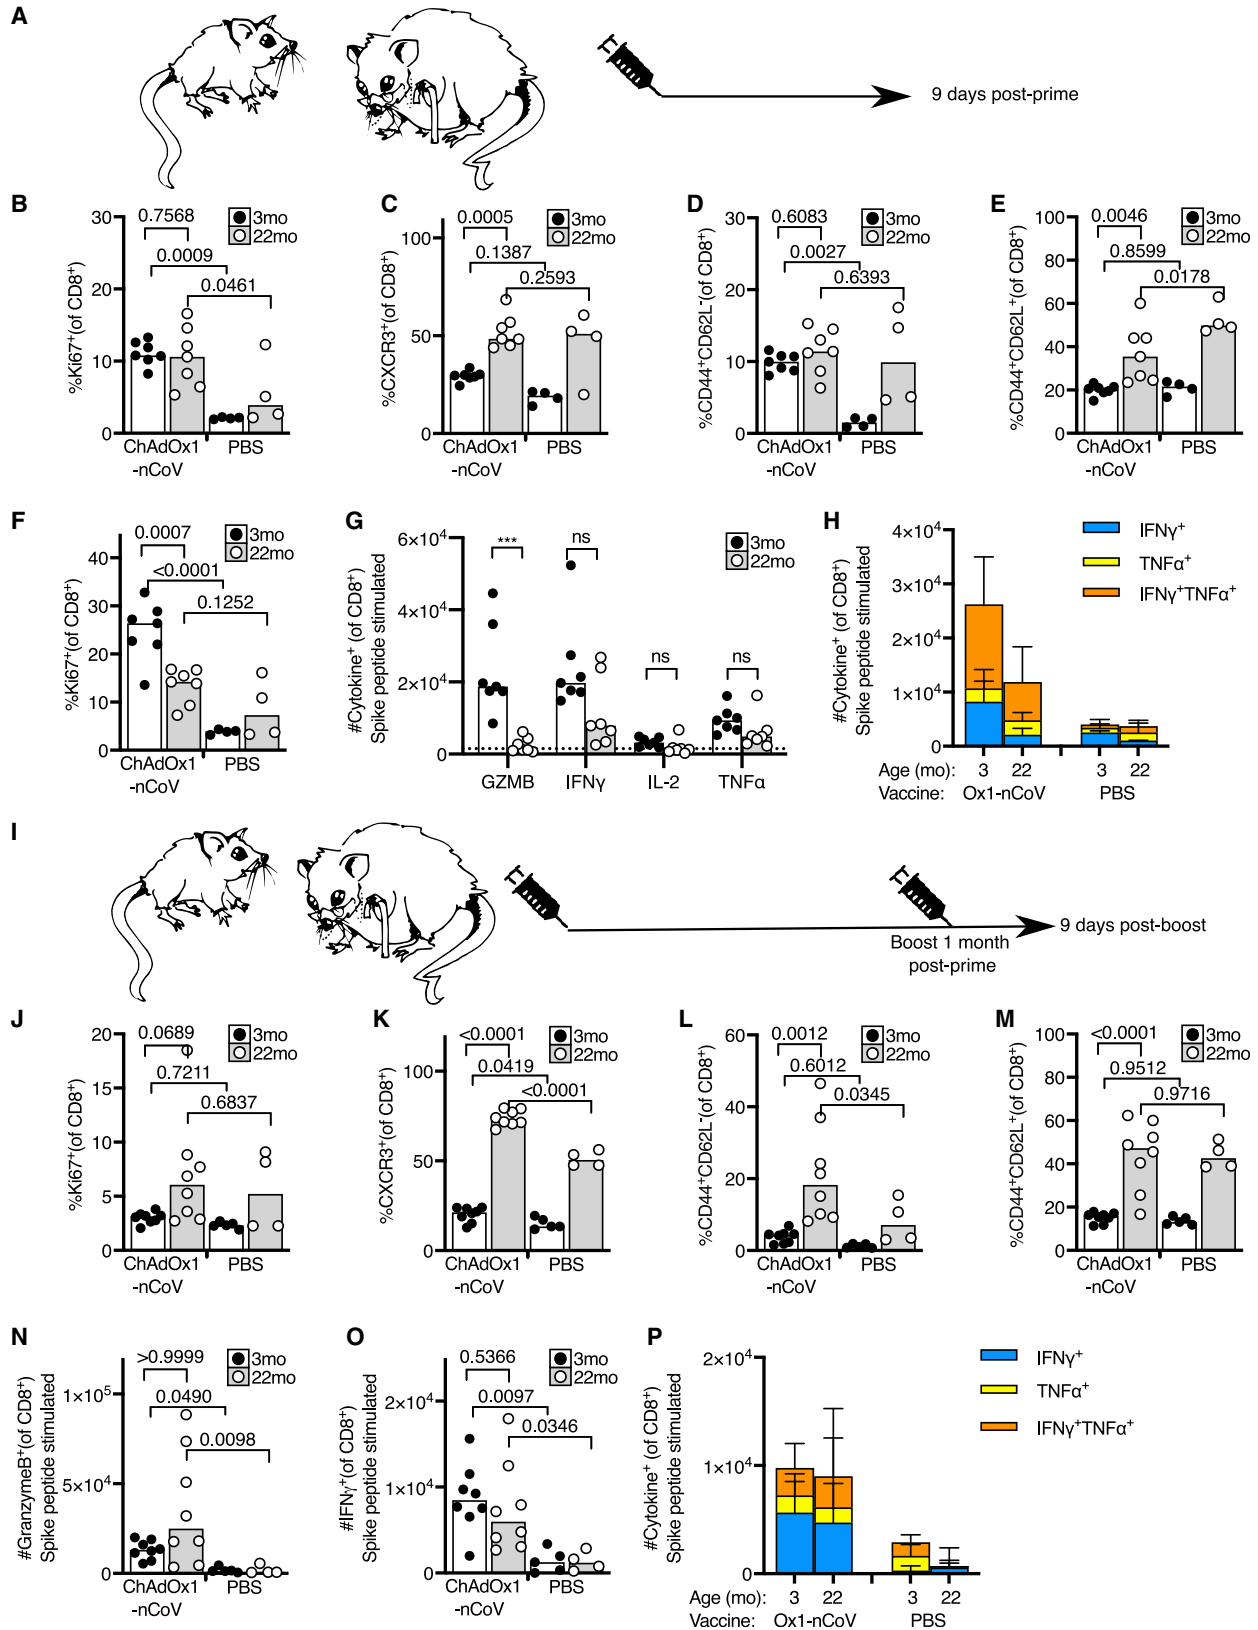 A
9 days post-prime
B
%Ki67⁺(of CD8⁺)
30
20
10
0
0.7568
0.0009
0.0461
3mo
22mo
ChAdOx1
-nCoV
PBS
C
%CXCR3⁺(of CD8⁺)
100
50
0
0.0005
0.1387
0.2593
3mo
22mo
ChAdOx1
-nCoV
PBS
D
%CD44⁺CD62L⁻(of CD8⁺)
30
20
10
0
0.6083
0.0027
0.6393
3mo
22mo
ChAdOx1
-nCoV
PBS
E
%CD44⁺CD62L⁺(of CD8⁺)
100
80
60
40
20
0
0.0046
0.8599
0.0178
3mo
22mo
ChAdOx1
-nCoV
PBS
F
%Ki67⁺(of CD8⁺)
40
30
20
10
0
0.0007
<0.0001
0.1252
3mo
22mo
ChAdOx1
-nCoV
PBS
G
#Cytokine⁺ (of CD8⁺)
Spike peptide stimulated
6×10⁴
4×10⁴
2×10⁴
0
***
ns
ns
ns
3mo
22mo
GZMB
IFNγ
IL-2
TNFα
H
#Cytokine⁺ (of CD8⁺)
Spike peptide stimulated
4×10⁴
3×10⁴
2×10⁴
1×10⁴
0
IFNγ⁺
TNFα⁺
IFNγ⁺TNFα⁺
Age (mo): 3 22 3 22
Vaccine: Ox1-nCoV PBS
I
Boost 1 month
post-prime
9 days post-boost
J
%Ki67⁺(of CD8⁺)
20
15
10
5
0
0.0689
0.7211
0.6837
3mo
22mo
ChAdOx1
-nCoV
PBS
K
%CXCR3⁺(of CD8⁺)
100
50
0
<0.0001
0.0419
<0.0001
3mo
22mo
ChAdOx1
-nCoV
PBS
L
%CD44⁺CD62L⁻(of CD8⁺)
60
40
20
0
0.0012
0.6012
0.0345
3mo
22mo
ChAdOx1
-nCoV
PBS
M
%CD44⁺CD62L⁺(of CD8⁺)
100
80
60
40
20
0
<0.0001
0.9512
0.9716
3mo
22mo
ChAdOx1
-nCoV
PBS
N
#GranzymeB⁺(of CD8⁺)
Spike peptide stimulated
1×10⁵
5×10⁴
0
>0.9999
0.0490
0.0098
3mo
22mo
ChAdOx1
-nCoV
PBS
O
#IFNγ⁺(of CD8⁺)
Spike peptide stimulated
2×10⁴
1×10⁴
0
0.5366
0.0097
0.0346
3mo
22mo
ChAdOx1
-nCoV
PBS
P
#Cytokine⁺ (of CD8⁺)
Spike peptide stimulated
2×10⁴
1×10⁴
0
IFNγ⁺
TNFα⁺
IFNγ⁺TNFα⁺
Age (mo): 3 22 3 22
Vaccine: Ox1-nCoV PBS